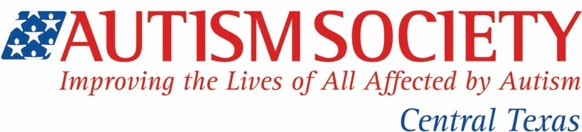 AUTISM SOCIETY
Improving the Lives of All Affected by Autism
Central Texas